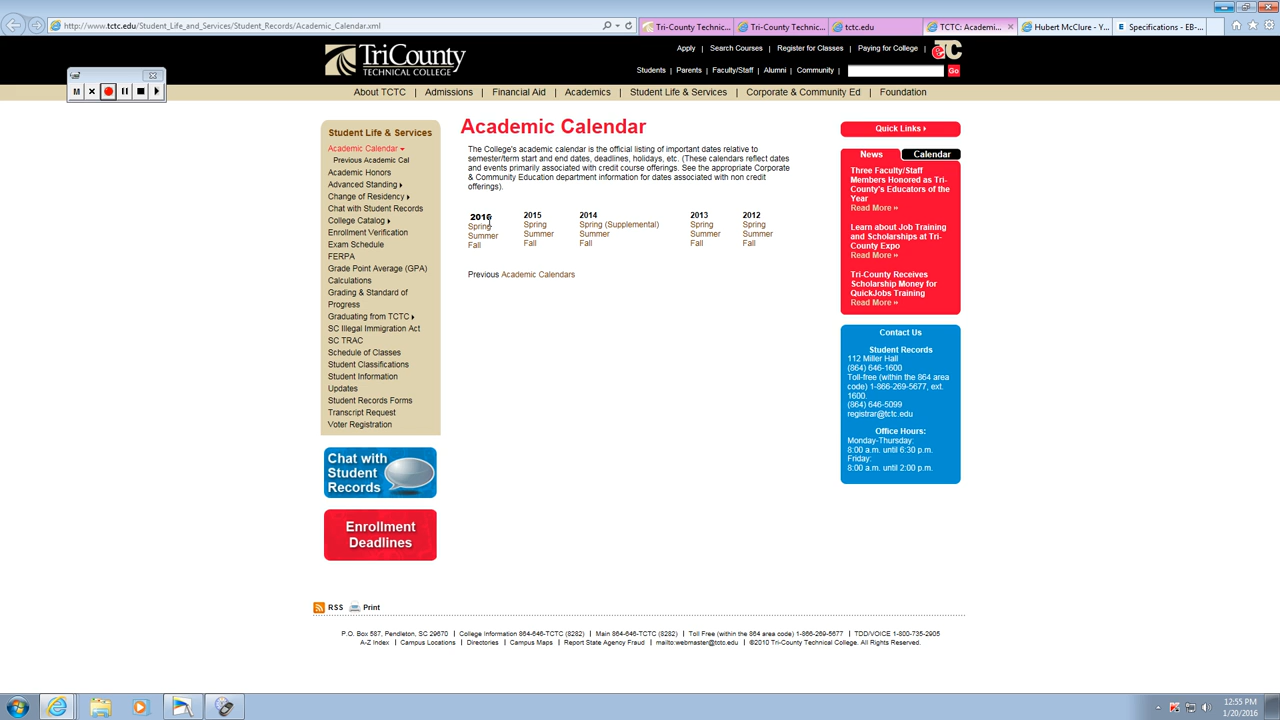 http://www.tctc.edu/Student_Life_and_Services/Student_Records/Academic_Calendar.xml
Tri-County Technic...
Tri-County Technic...
tctc.edu
TCTC: Academi...
Hubert McClure - Y...
Specifications - EB-...
TriCounty
TECHNICAL COLLEGE
Apply | Search Courses | Register for Classes | Paying for College
eTC
Students | Parents | Faculty/Staff | Alumni | Community |
Go
M
About TCTC | Admissions | Financial Aid | Academics | Student Life & Services | Corporate & Community Ed | Foundation
Student Life & Services
Academic Calendar
Previous Academic Cal
Academic Honors
Advanced Standing
Change of Residency
Chat with Student Records
College Catalog
Enrollment Verification
Exam Schedule
FERPA
Grade Point Average (GPA)
Calculations
Grading & Standard of
Progress
Graduating from TCTC
SC Illegal Immigration Act
SC TRAC
Schedule of Classes
Student Classifications
Student Information
Updates
Student Records Forms
Transcript Request
Voter Registration
Chat with
Student
Records
Enrollment
Deadlines
Academic Calendar
The College's academic calendar is the official listing of important dates relative to
semester/term start and end dates, deadlines, holidays, etc. (These calendars reflect dates
and events primarily associated with credit course offerings. See the appropriate Corporate
& Community Education department information for dates associated with non credit
offerings).
2016 2015 2014 2013 2012
Spring Spring Spring (Supplemental) Spring Spring
Summer Summer Summer Summer Summer
Fall Fall Fall Fall Fall
Previous Academic Calendars
Quick Links
News Calendar
Three Faculty/Staff
Members Honored as Tri-
County's Educators of the
Year
Read More »
Learn about Job Training
and Scholarships at Tri-
County Expo
Read More »
Tri-County Receives
Scholarship Money for
QuickJobs Training
Read More »
Contact Us
Student Records
112 Miller Hall
(864) 646-1600
Toll-free (within the 864 area
code) 1-866-269-5677, ext.
1600.
(864) 646-5099
registrar@tctc.edu
Office Hours:
Monday-Thursday:
8:00 a.m. until 6:30 p.m.
Friday:
8:00 a.m. until 2:00 p.m.
RSS Print
P.O. Box 587, Pendleton, SC 29670 | College Information 864-646-TCTC (8282) | Main 864-646-TCTC (8282) | Toll Free (within the 864 area code) 1-866-269-5677 | TDD/VOICE 1-800-735-2905
A-Z Index | Campus Locations | Directories | Campus Maps | Report State Agency Fraud | mailto:webmaster@tctc.edu | ©2010 Tri-County Technical College. All Rights Reserved.
12:55 PM
1/20/2016